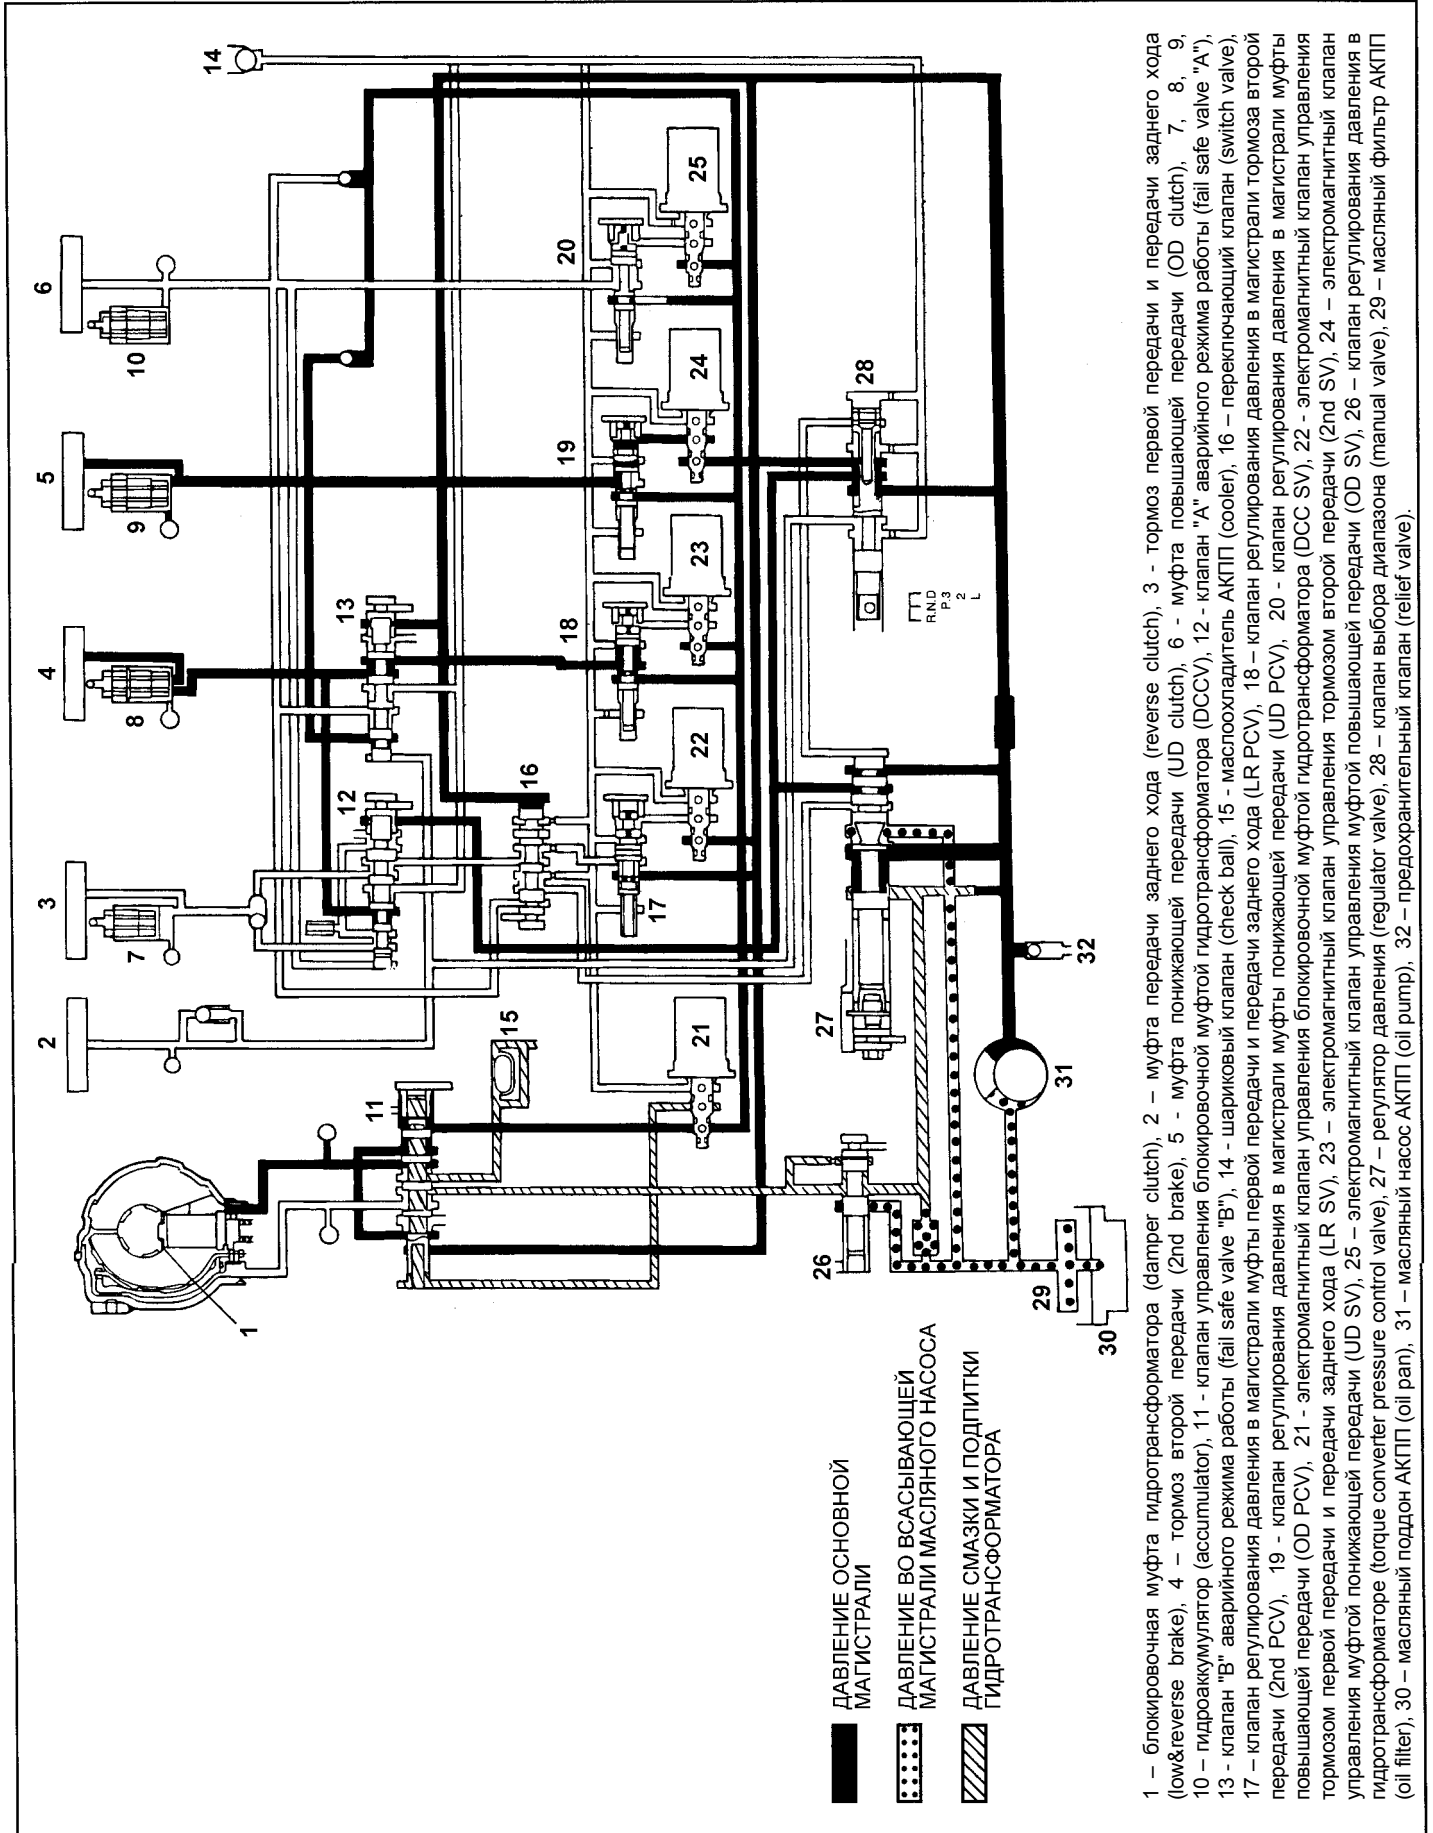 14
6
5
4
3
2
10
9
8
7
13
12
16
11
15
1
20
19
18
17
25
24
23
22
21
28
27
26
R.N.D
P.3
2
L
32
31
29
30
ДАВЛЕНИЕ ОСНОВНОЙ
МАГИСТРАЛИ
ДАВЛЕНИЕ ВО ВСАСЫВАЮЩЕЙ
МАГИСТРАЛИ МАСЛЯНОГО НАСОСА
ДАВЛЕНИЕ СМАЗКИ И ПОДПИТКИ
ГИДРОТРАНСФОРМАТОРА
1 – блокировочная муфта гидротрансформатора (damper clutch), 2 – муфта передачи заднего хода (reverse clutch), 3 - тормоз первой передачи и передачи заднего хода
(low&reverse brake), 4 – тормоз второй передачи (2nd brake), 5 - муфта понижающей передачи (UD clutch), 6 - муфта повышающей передачи (OD clutch), 7, 8, 9,
10 – гидроаккумулятор (accumulator), 11 - клапан управления блокировочной муфтой гидротрансформатора (DCCV), 12 - клапан "А" аварийного режима работы (fail safe valve "A"),
13 - клапан "В" аварийного режима работы (fail safe valve "B"), 14 - шариковый клапан (check ball), 15 - маслоохладитель АКПП (cooler), 16 – переключающий клапан (switch valve),
17 – клапан регулирования давления в магистрали муфты первой передачи и передачи заднего хода (LR PCV), 18 – клапан регулирования давления в магистрали тормоза второй
передачи (2nd PCV), 19 - клапан регулирования давления в магистрали муфты понижающей передачи (UD PCV), 20 - клапан регулирования давления в магистрали муфты
повышающей передачи (OD PCV), 21 - электромагнитный клапан управления блокировочной муфтой гидротрансформатора (DCC SV), 22 - электромагнитный клапан управления
тормозом первой передачи и передачи заднего хода (LR SV), 23 – электромагнитный клапан управления тормозом второй передачи (2nd SV), 24 – электромагнитный клапан
управления муфтой понижающей передачи (UD SV), 25 – электромагнитный клапан управления муфтой повышающей передачи (OD SV), 26 – клапан регулирования давления в
гидротрансформаторе (torque converter pressure control valve), 27 – регулятор давления (regulator valve), 28 – клапан выбора диапазона (manual valve), 29 – масляный фильтр АКПП
(oil filter), 30 – масляный поддон АКПП (oil pan), 31 – масляный насос АКПП (oil pump), 32 – предохранительный клапан (relief valve).